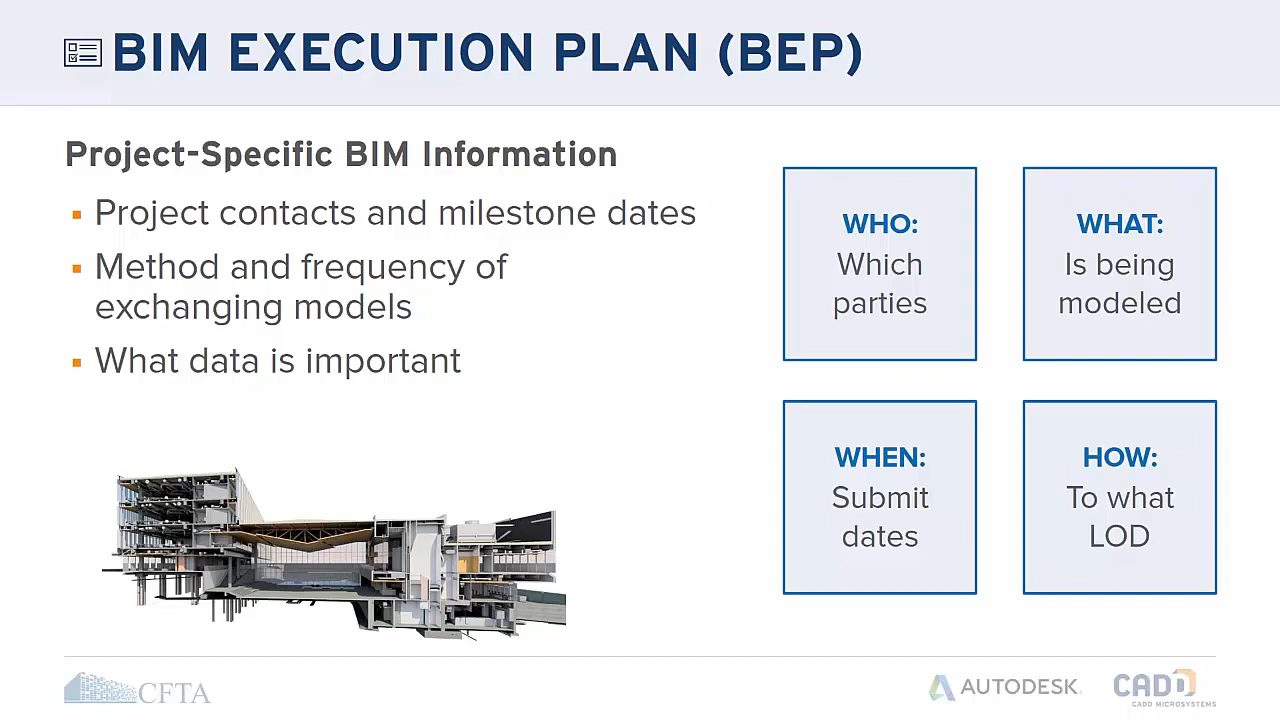 BIM EXECUTION PLAN (BEP)
Project-Specific BIM Information
Project contacts and milestone dates
Method and frequency of
exchanging models
What data is important
WHO:
Which
parties
WHAT:
Is being
modeled
WHEN:
Submit
dates
HOW:
To what
LOD
CFTA
AUTODESK.
CADD
CADD MICROSYSTEMS